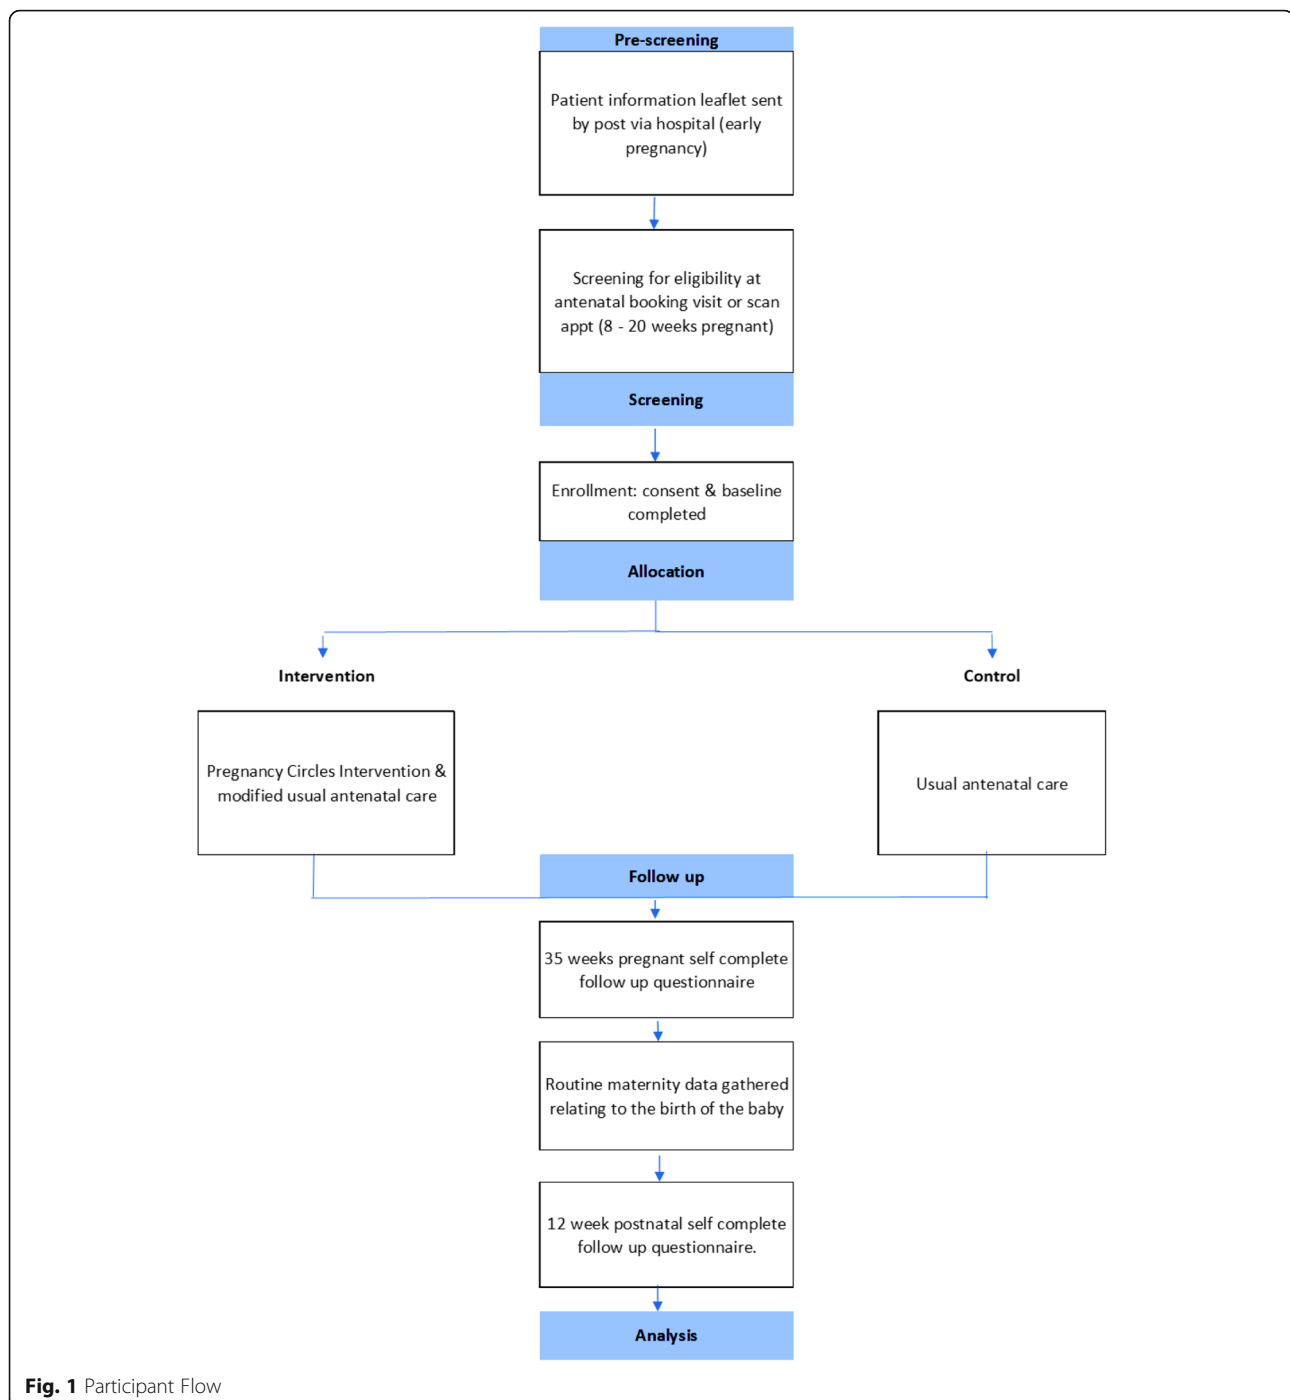 Pre-screening
Patient information leaflet sent
by post via hospital (early
pregnancy)
Screening for eligibility at
antenatal booking visit or scan
appt (8 - 20 weeks pregnant)
Screening
Enrollment: consent & baseline
completed
Allocation
Intervention
Control
Pregnancy Circles Intervention &
modified usual antenatal care
Usual antenatal care
Follow up
35 weeks pregnant self complete
follow up questionnaire
Routine maternity data gathered
relating to the birth of the baby
12 week postnatal self complete
follow up questionnaire.
Analysis
Fig. 1 Participant Flow